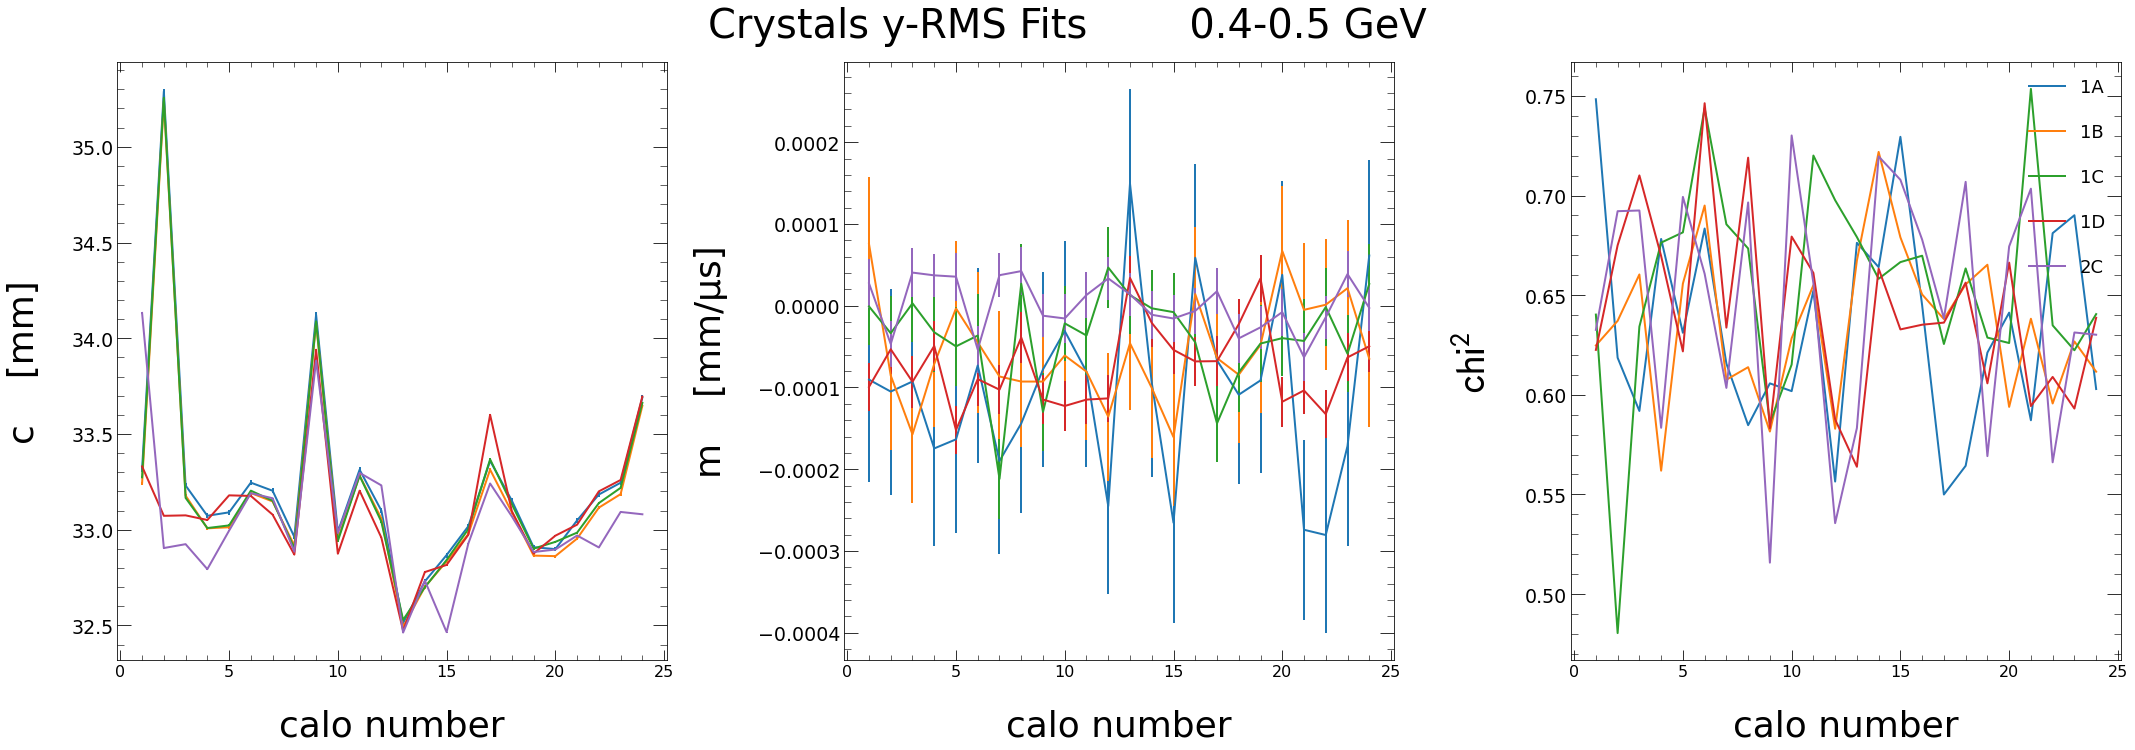 Crystals y-RMS Fits 0.4-0.5 GeV
c [mm]
35.0
34.5
34.0
33.5
33.0
32.5
0 5 10 15 20 25
calo number
m [mm/µs]
0.0002
0.0001
0.0000
−0.0001
−0.0002
−0.0003
−0.0004
0 5 10 15 20 25
calo number
chi²
0.75
0.70
0.65
0.60
0.55
0.50
0 5 10 15 20 25
calo number
1A
1B
1C
1D
2C